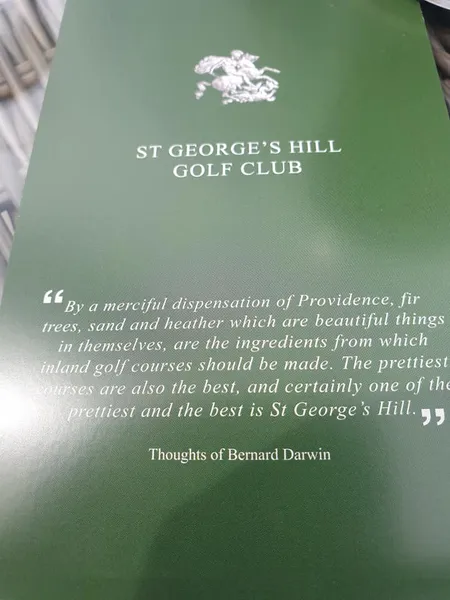 ST GEORGE'S HILL
GOLF CLUB
“By a merciful dispensation of Providence, fir
trees, sand and heather which are beautiful things
in themselves, are the ingredients from which
inland golf courses should be made. The prettiest
courses are also the best, and certainly one of the
prettiest and the best is St George's Hill.”
Thoughts of Bernard Darwin